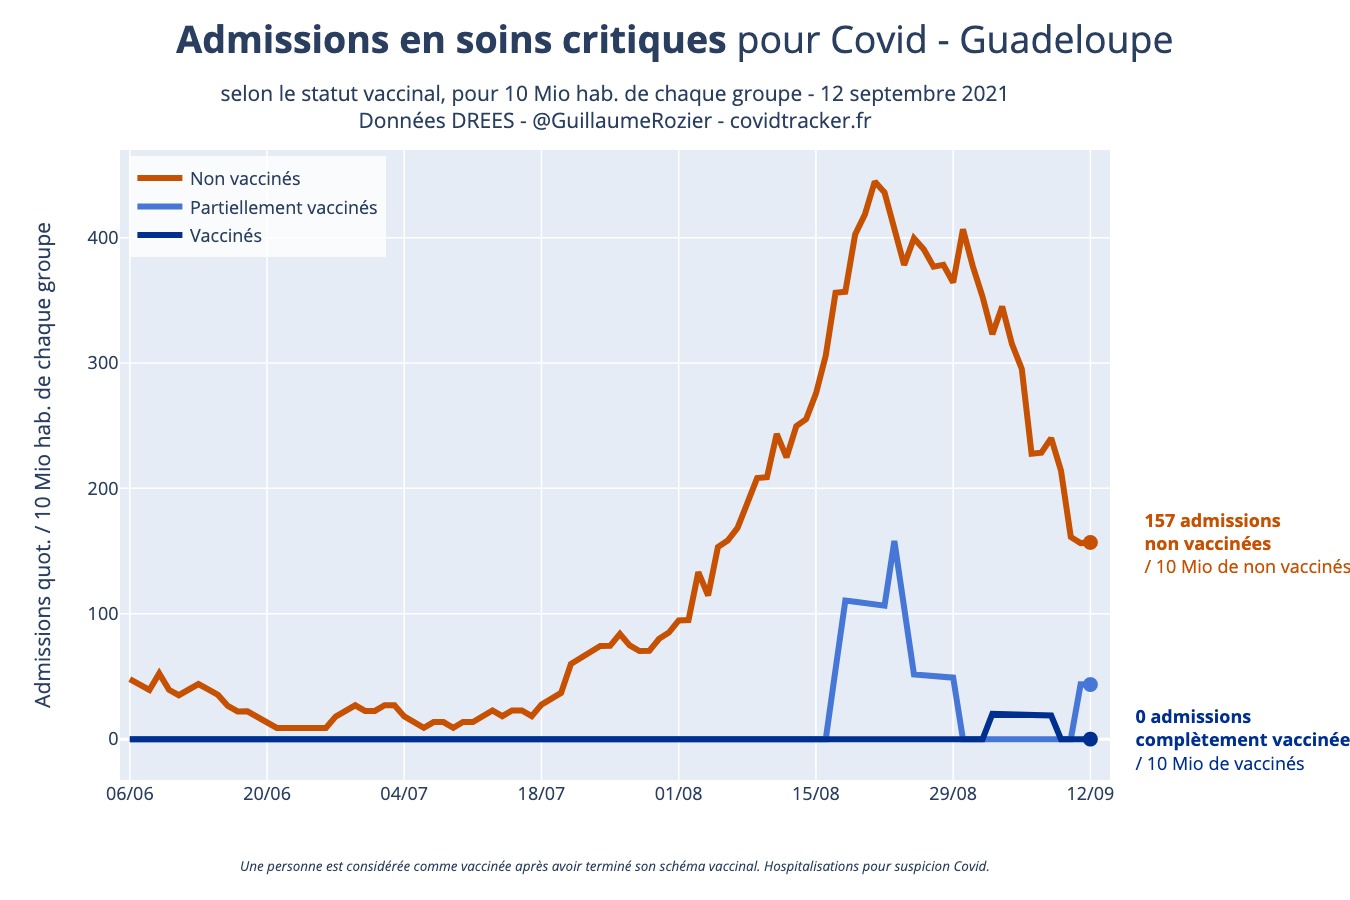 Admissions en soins critiques pour Covid - Guadeloupe
selon le statut vaccinal, pour 10 Mio hab. de chaque groupe - 12 septembre 2021
Données DREES - @GuillaumeRozier - covidtracker.fr
Non vaccinés
Partiellement vaccinés
Vaccinés
Admissions quot. / 10 Mio hab. de chaque groupe
400
300
200
100
0
06/06
20/06
04/07
18/07
01/08
15/08
29/08
12/09
157 admissions
non vaccinées
/ 10 Mio de non vaccinés
0 admissions
complètement vaccinée
/ 10 Mio de vaccinés
Une personne est considérée comme vaccinée après avoir terminé son schéma vaccinal. Hospitalisations pour suspicion Covid.